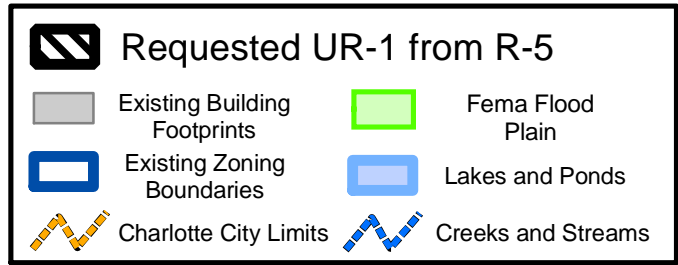 Requested UR-1 from R-5
Existing Building
Footprints
Fema Flood
Plain
Existing Zoning
Boundaries
Lakes and Ponds
Charlotte City Limits
Creeks and Streams